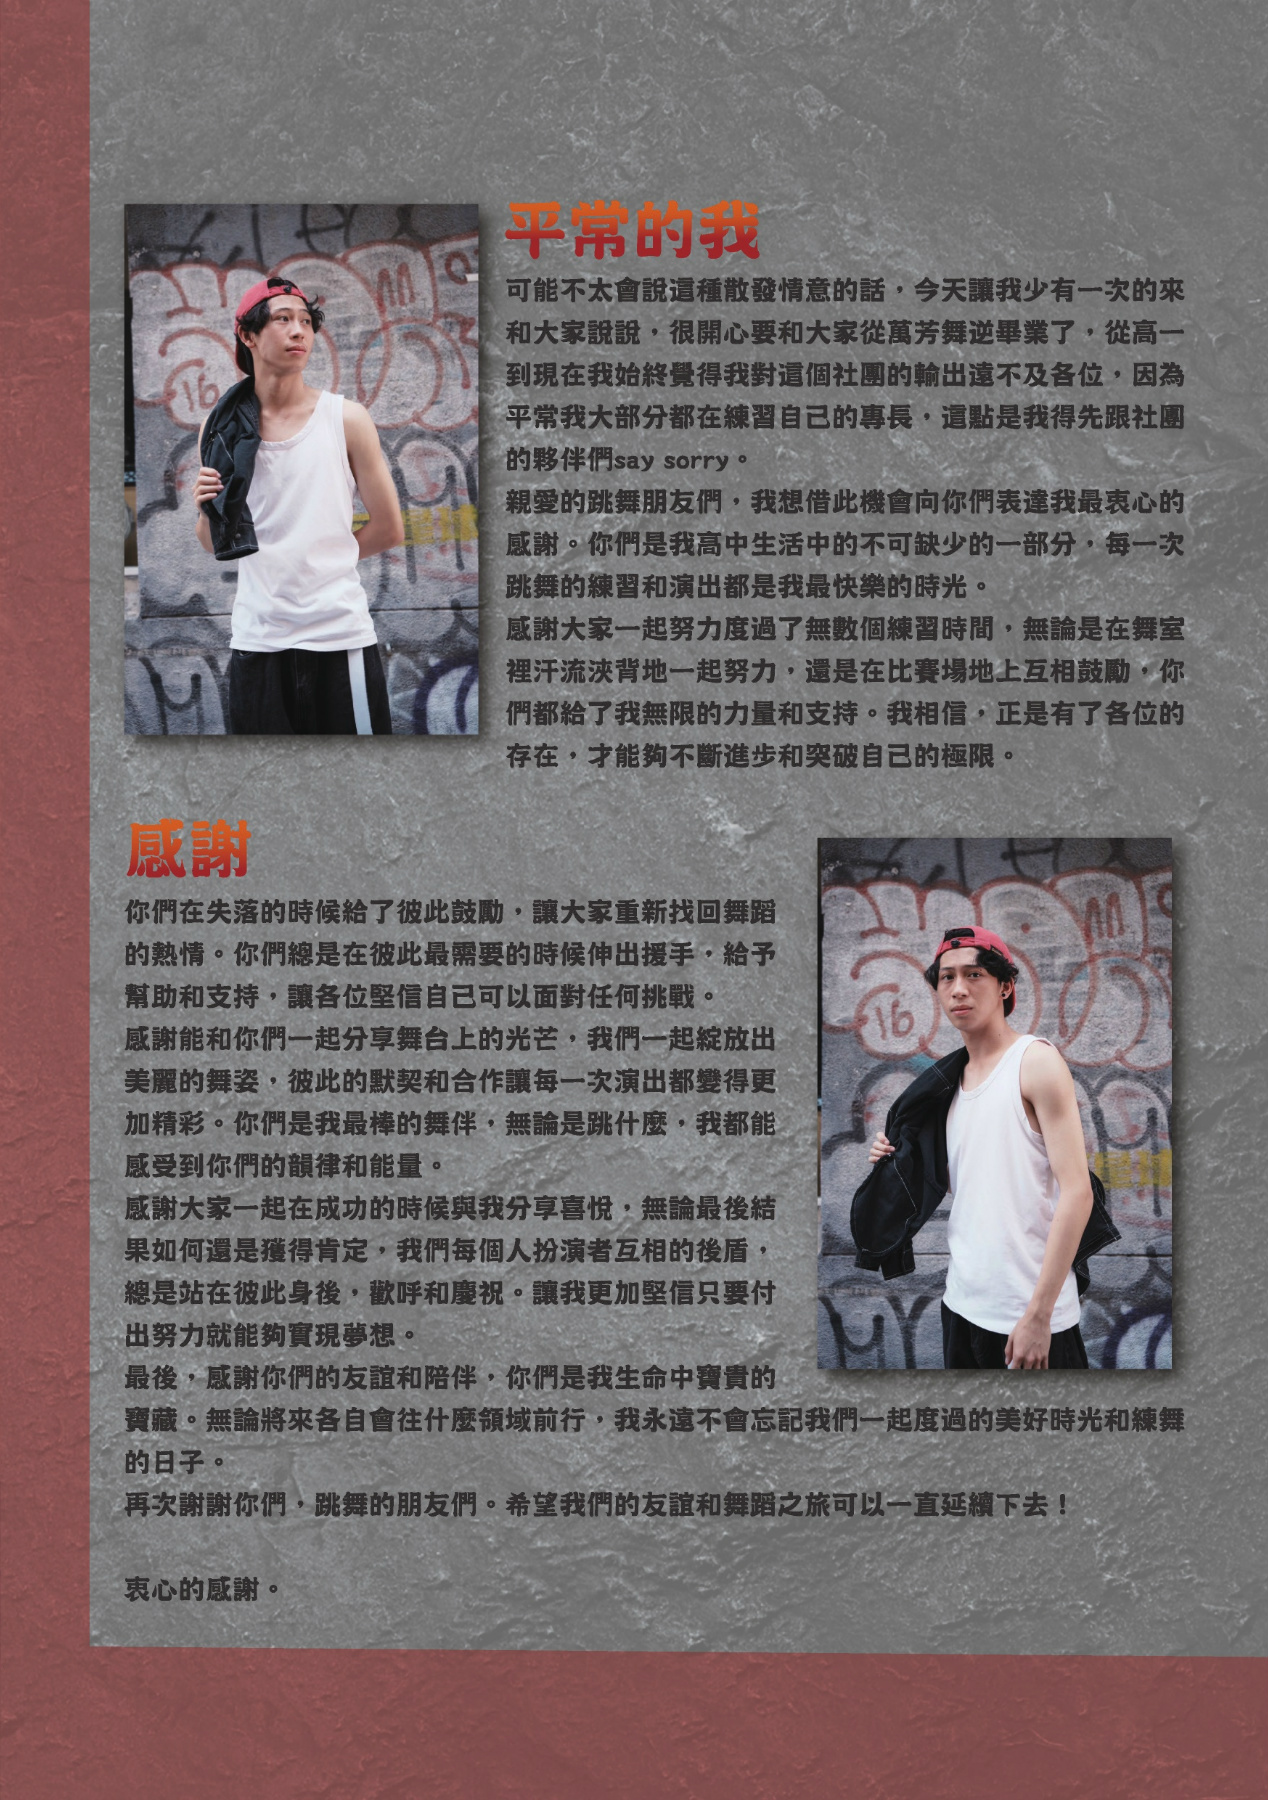 平常的我
可能不太會說這種散發情意的話，今天讓我少有一次的來
和大家說說，很開心要和大家從萬芳舞逆畢業了，從高一
到現在我始終覺得我對這個社團的輸出遠不及各位，因為
平常我大部分都在練習自己的專長，這點是我得先跟社團
的夥伴們say sorry。
親愛的跳舞朋友們，我想借此機會向你們表達我最衷心的
感謝。你們是我高中生活中的不可缺少的一部分，每一次
跳舞的練習和演出都是我最快樂的時光。
感謝大家一起努力度過了無數個練習時間，無論是在舞室
裡汗流浹背地一起努力，還是在比賽場地上互相鼓勵，你
們都給了我無限的力量和支持。我相信，正是有了各位的
存在，才能夠不斷進步和突破自己的極限。
感謝
你們在失落的時候給了彼此鼓勵，讓大家重新找回舞蹈
的熱情。你們總是在彼此最需要的時候伸出援手，給予
幫助和支持，讓各位堅信自己可以面對任何挑戰。
感謝能和你們一起分享舞台上的光芒，我們一起綻放出
美麗的舞姿，彼此的默契和合作讓每一次演出都變得更
加精彩。你們是我最棒的舞伴，無論是跳什麼，我都能
感受到你們的韻律和能量。
感謝大家一起在成功的時候與我分享喜悅，無論最後結
果如何還是獲得肯定，我們每個人扮演者互相的後盾，
總是站在彼此身後，歡呼和慶祝。讓我更加堅信只要付
出努力就能夠實現夢想。
最後，感謝你們的友誼和陪伴，你們是我生命中寶貴的
寶藏。無論將來各自會往什麼領域前行，我永遠不會忘記我們一起度過的美好時光和練舞
的日子。
再次謝謝你們，跳舞的朋友們。希望我們的友誼和舞蹈之旅可以一直延續下去！
衷心的感謝。
16
16